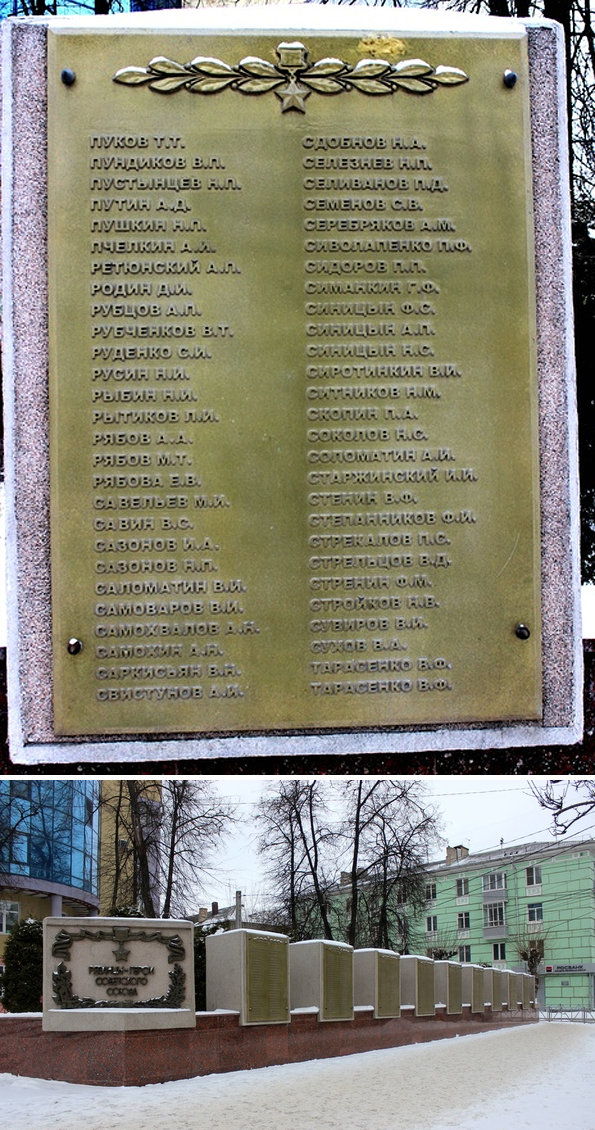 ПУКОВ Т.Т.
ПУНДИКОВ В.П.
ПУСТЫНЦЕВ Н.П.
ПУТИН А.Д.
ПУШКИН Н.П.
ПЧЕЛКИН А.И.
РЕТЮНСКИЙ А.П.
РОДИН Д.И.
РУБЦОВ А.П.
РУБЧЕНКОВ В.Т.
РУДЕНКО С.И.
РУСИН Н.И.
РЫБИН Н.И.
РЫТИКОВ Л.И.
РЯБОВ А.А.
РЯБОВ М.Т.
РЯБОВА Е.В.
САВЕЛЬЕВ М.И.
САВИН В.С.
САЗОНОВ И.А.
САЗОНОВ Н.П.
САЛОМАТИН В.И.
САМОВАРОВ В.И.
САМОХВАЛОВ А.Н.
САМОХИН А.Н.
САРКИСЬЯН В.Н.
СВИСТУНОВ А.И.
СДОБНОВ Н.А.
СЕЛЕЗНЕВ Н.П.
СЕЛИВАНОВ П.Д.
СЕМЕНОВ С.В.
СЕРЕБРЯКОВ А.М.
СИВОЛАПЕНКО П.Ф.
СИДОРОВ П.П.
СИМАНКИН Г.Ф.
СИНИЦЫН Ф.С.
СИНИЦЫН А.П.
СИНИЦЫН Н.С.
СИРОТИНКИН В.И.
СИТНИКОВ Н.М.
СКОПИН П.А.
СОКОЛОВ Н.С.
СОЛОМАТИН А.И.
СТАРЖИНСКИЙ И.И.
СТЕНИН В.Ф.
СТЕПАННИКОВ Ф.И.
СТРЕКАЛОВ П.С.
СТРЕЛЬЦОВ В.Д.
СТРЕНИН Ф.М.
СТРОЙКОВ Н.В.
СУВИРОВ В.И.
СУХОВ В.А.
ТАРАСЕНКО В.Ф.
ТАРАСЕНКО В.Ф.
РЯЗАНЦЫ-ГЕРОИ
СОВЕТСКОГО
СОЮЗА
РОСБАНК